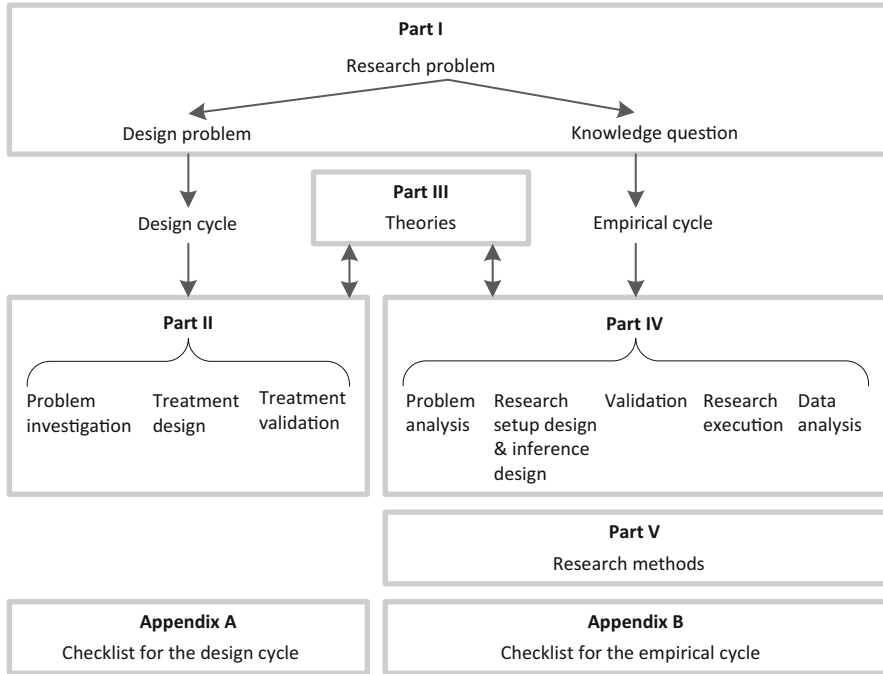 Part I
Research problem
Design problem
Knowledge question
Part III
Theories
Design cycle
Empirical cycle
Part II
Problem
investigation
Treatment
design
Treatment
validation
Part IV
Problem
analysis
Research
setup design
& inference
design
Validation
Research
execution
Data
analysis
Part V
Research methods
Appendix A
Checklist for the design cycle
Appendix B
Checklist for the empirical cycle